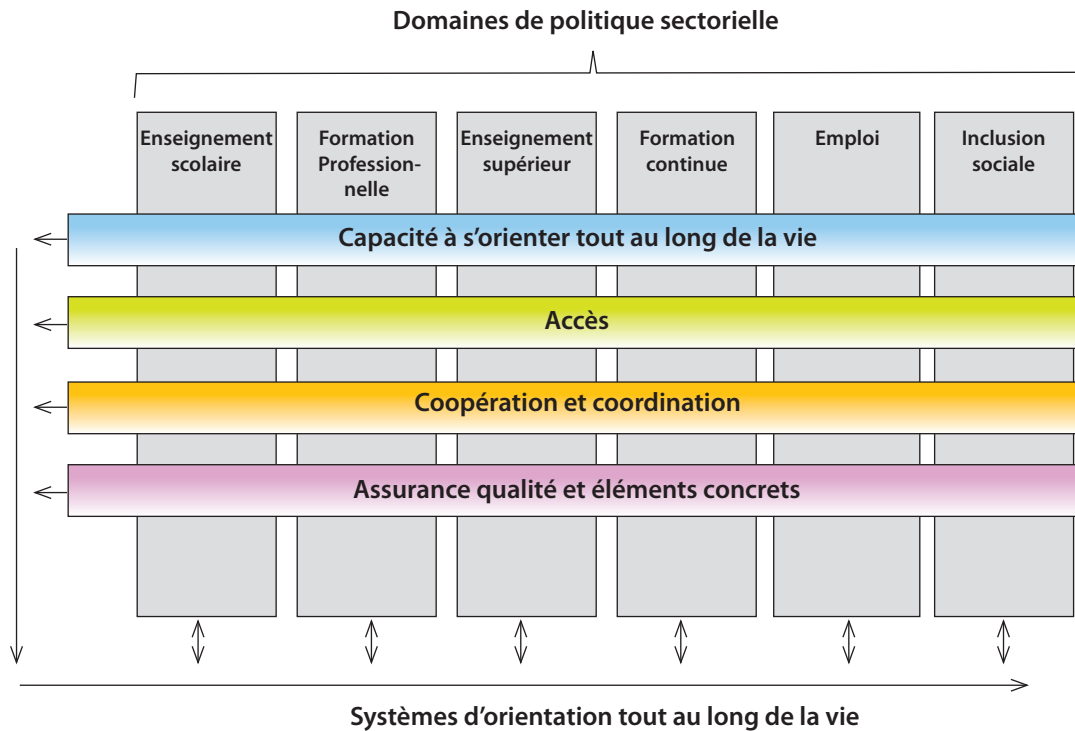 Domaines de politique sectorielle
Enseignement
scolaire
Formation
Profession-
nelle
Enseignement
supérieur
Formation
continue
Emploi
Inclusion
sociale
Capacité à s'orienter tout au long de la vie
Accès
Coopération et coordination
Assurance qualité et éléments concrets
Systèmes d'orientation tout au long de la vie